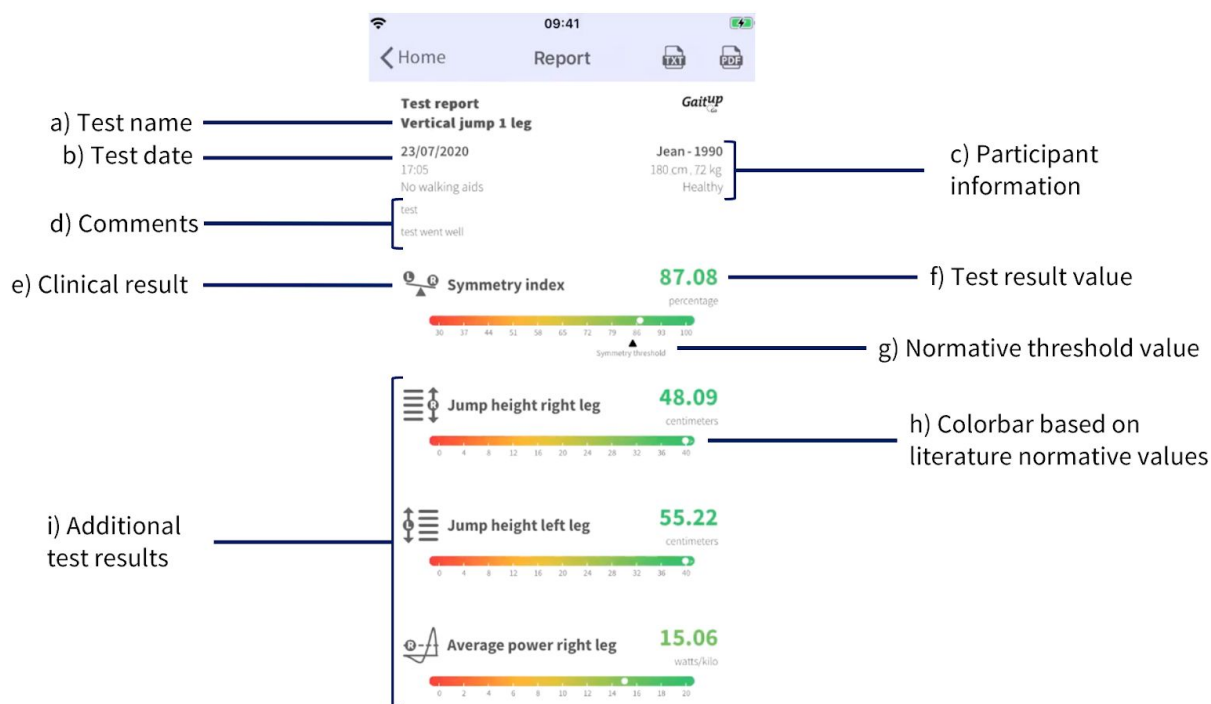 09:41
Home
Report
TXT
PDF
Test report
Gaitup
Go
a) Test name
Vertical jump 1 leg
b) Test date
23/07/2020
Jean - 1990
c) Participant
information
17:05
180 cm , 72 kg
No walking aids
Healthy
d) Comments
test
test went well
e) Clinical result
L R
Symmetry index
87.08
f) Test result value
percentage
30 37 44 51 58 65 72 79 86 93 100
Symmetry threshold
g) Normative threshold value
R
Jump height right leg
48.09
centimeters
0 4 8 12 16 20 24 28 32 36 40
h) Colorbar based on
literature normative values
i) Additional
test results
L
Jump height left leg
55.22
centimeters
0 4 8 12 16 20 24 28 32 36 40
R
Average power right leg
15.06
watts/kilo
0 2 4 6 8 10 12 14 16 18 20